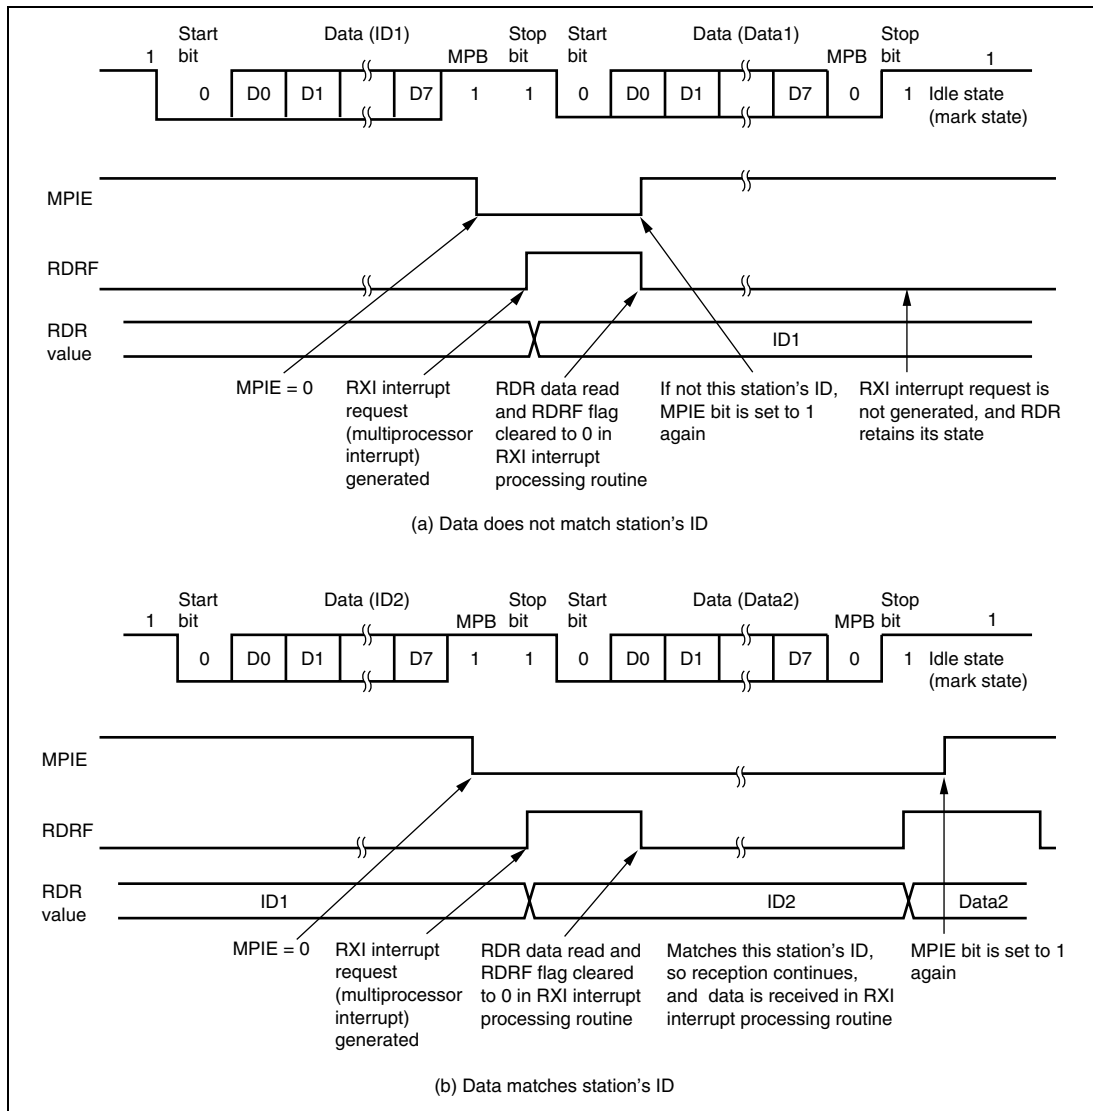 Start Data (ID1) Stop Start Data (Data1) Stop
1 bit MPB bit bit MPB bit 1
0 D0 D1 D7 1 1 0 D0 D1 D7 0 1 Idle state
(mark state)
MPIE
RDRF
RDR
value
ID1
MPIE = 0
RXI interrupt
request
(multiprocessor
interrupt)
generated
RDR data read
and RDRF flag
cleared to 0 in
RXI interrupt
processing routine
If not this station's ID,
MPIE bit is set to 1
again
RXI interrupt request is
not generated, and RDR
retains its state
(a) Data does not match station's ID
Start Data (ID2) Stop Start Data (Data2) Stop
1 bit MPB bit bit MPB bit 1
0 D0 D1 D7 1 1 0 D0 D1 D7 0 1 Idle state
(mark state)
MPIE
RDRF
RDR
value
ID1 ID2 Data2
MPIE = 0
RXI interrupt
request
(multiprocessor
interrupt)
generated
RDR data read and
RDRF flag cleared
to 0 in RXI interrupt
processing routine
Matches this station's ID,
so reception continues,
and data is received in RXI
interrupt processing routine
MPIE bit is set to 1
again
(b) Data matches station's ID